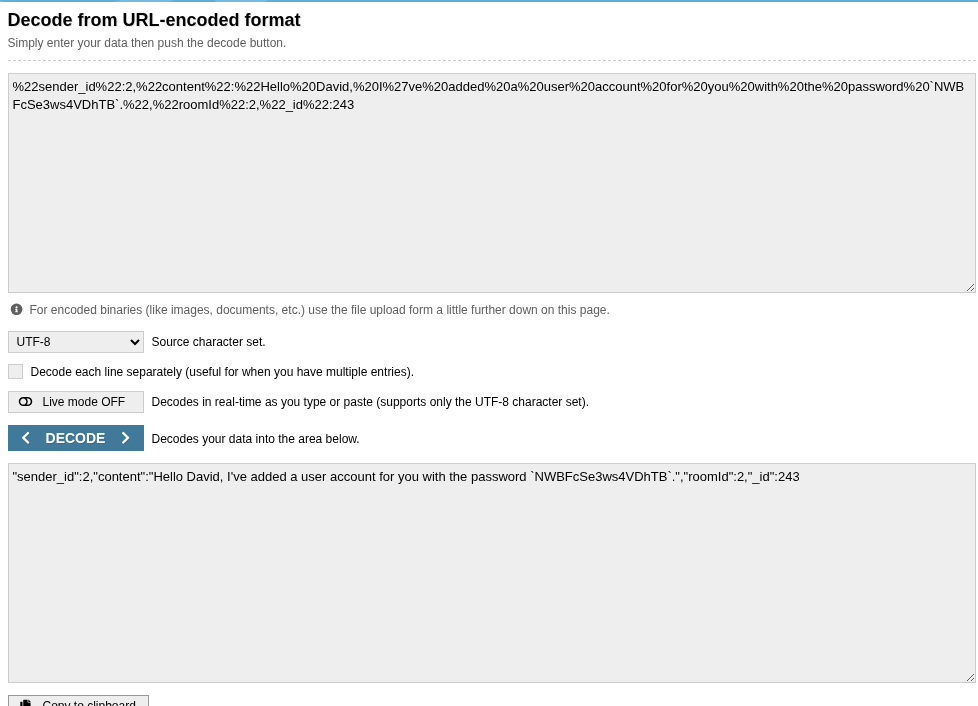 Decode from URL-encoded format
Simply enter your data then push the decode button.
%22sender_id%22:2,%22content%22:%22Hello%20David,%20I%27ve%20added%20a%20user%20account%20for%20you%20with%20the%20password%20`NWB
FcSe3ws4VDhTB`.%22,%22roomId%22:2,%22_id%22:243
For encoded binaries (like images, documents, etc.) use the file upload form a little further down on this page.
UTF-8 Source character set.
Decode each line separately (useful for when you have multiple entries).
Live mode OFF Decodes in real-time as you type or paste (supports only the UTF-8 character set).
DECODE Decodes your data into the area below.
"sender_id":2,"content":"Hello David, I've added a user account for you with the password `NWBFcSe3ws4VDhTB`.","roomId":2,"_id":243
Copy to clipboard